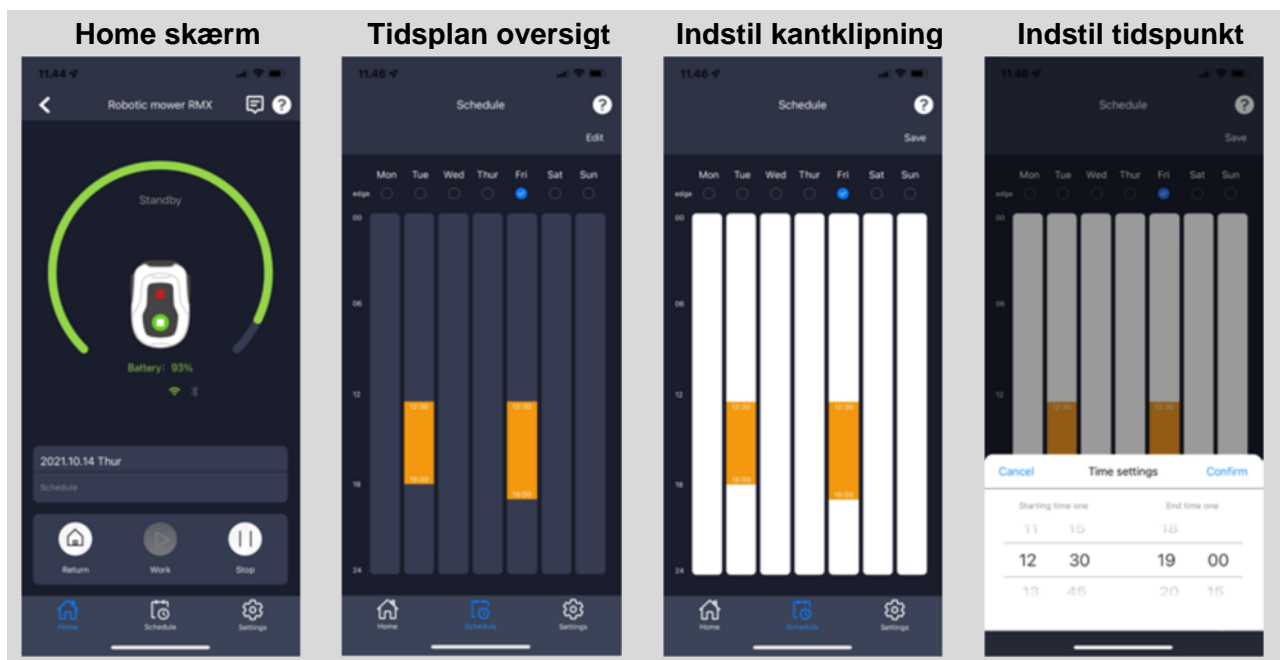 Home skærm
11.44
Robotic mower RMX
?
Standby
Battery: 93%
2021.10.14 Thur
Schedule
Return Work Stop
Home Schedule Settings
Tidsplan oversigt
11.46
Schedule
?
Edit
Mon Tue Wed Thur Fri Sat Sun
edge
00
06
12
12:30 12:30
18
18:00
19:00
24
Home Schedule Settings
Indstil kantklipning
11.46
Schedule
?
Save
Mon Tue Wed Thur Fri Sat Sun
edge
00
06
12
12:30 12:30
18
18:00
19:00
24
Home Schedule Settings
Indstil tidspunkt
11.46
Schedule
?
Save
Mon Tue Wed Thur Fri Sat Sun
edge
00
06
12
12:30 12:30
Cancel Time settings Confirm
Starting time one End time one
11 15 18
12 30 19 00
13 45 20 15